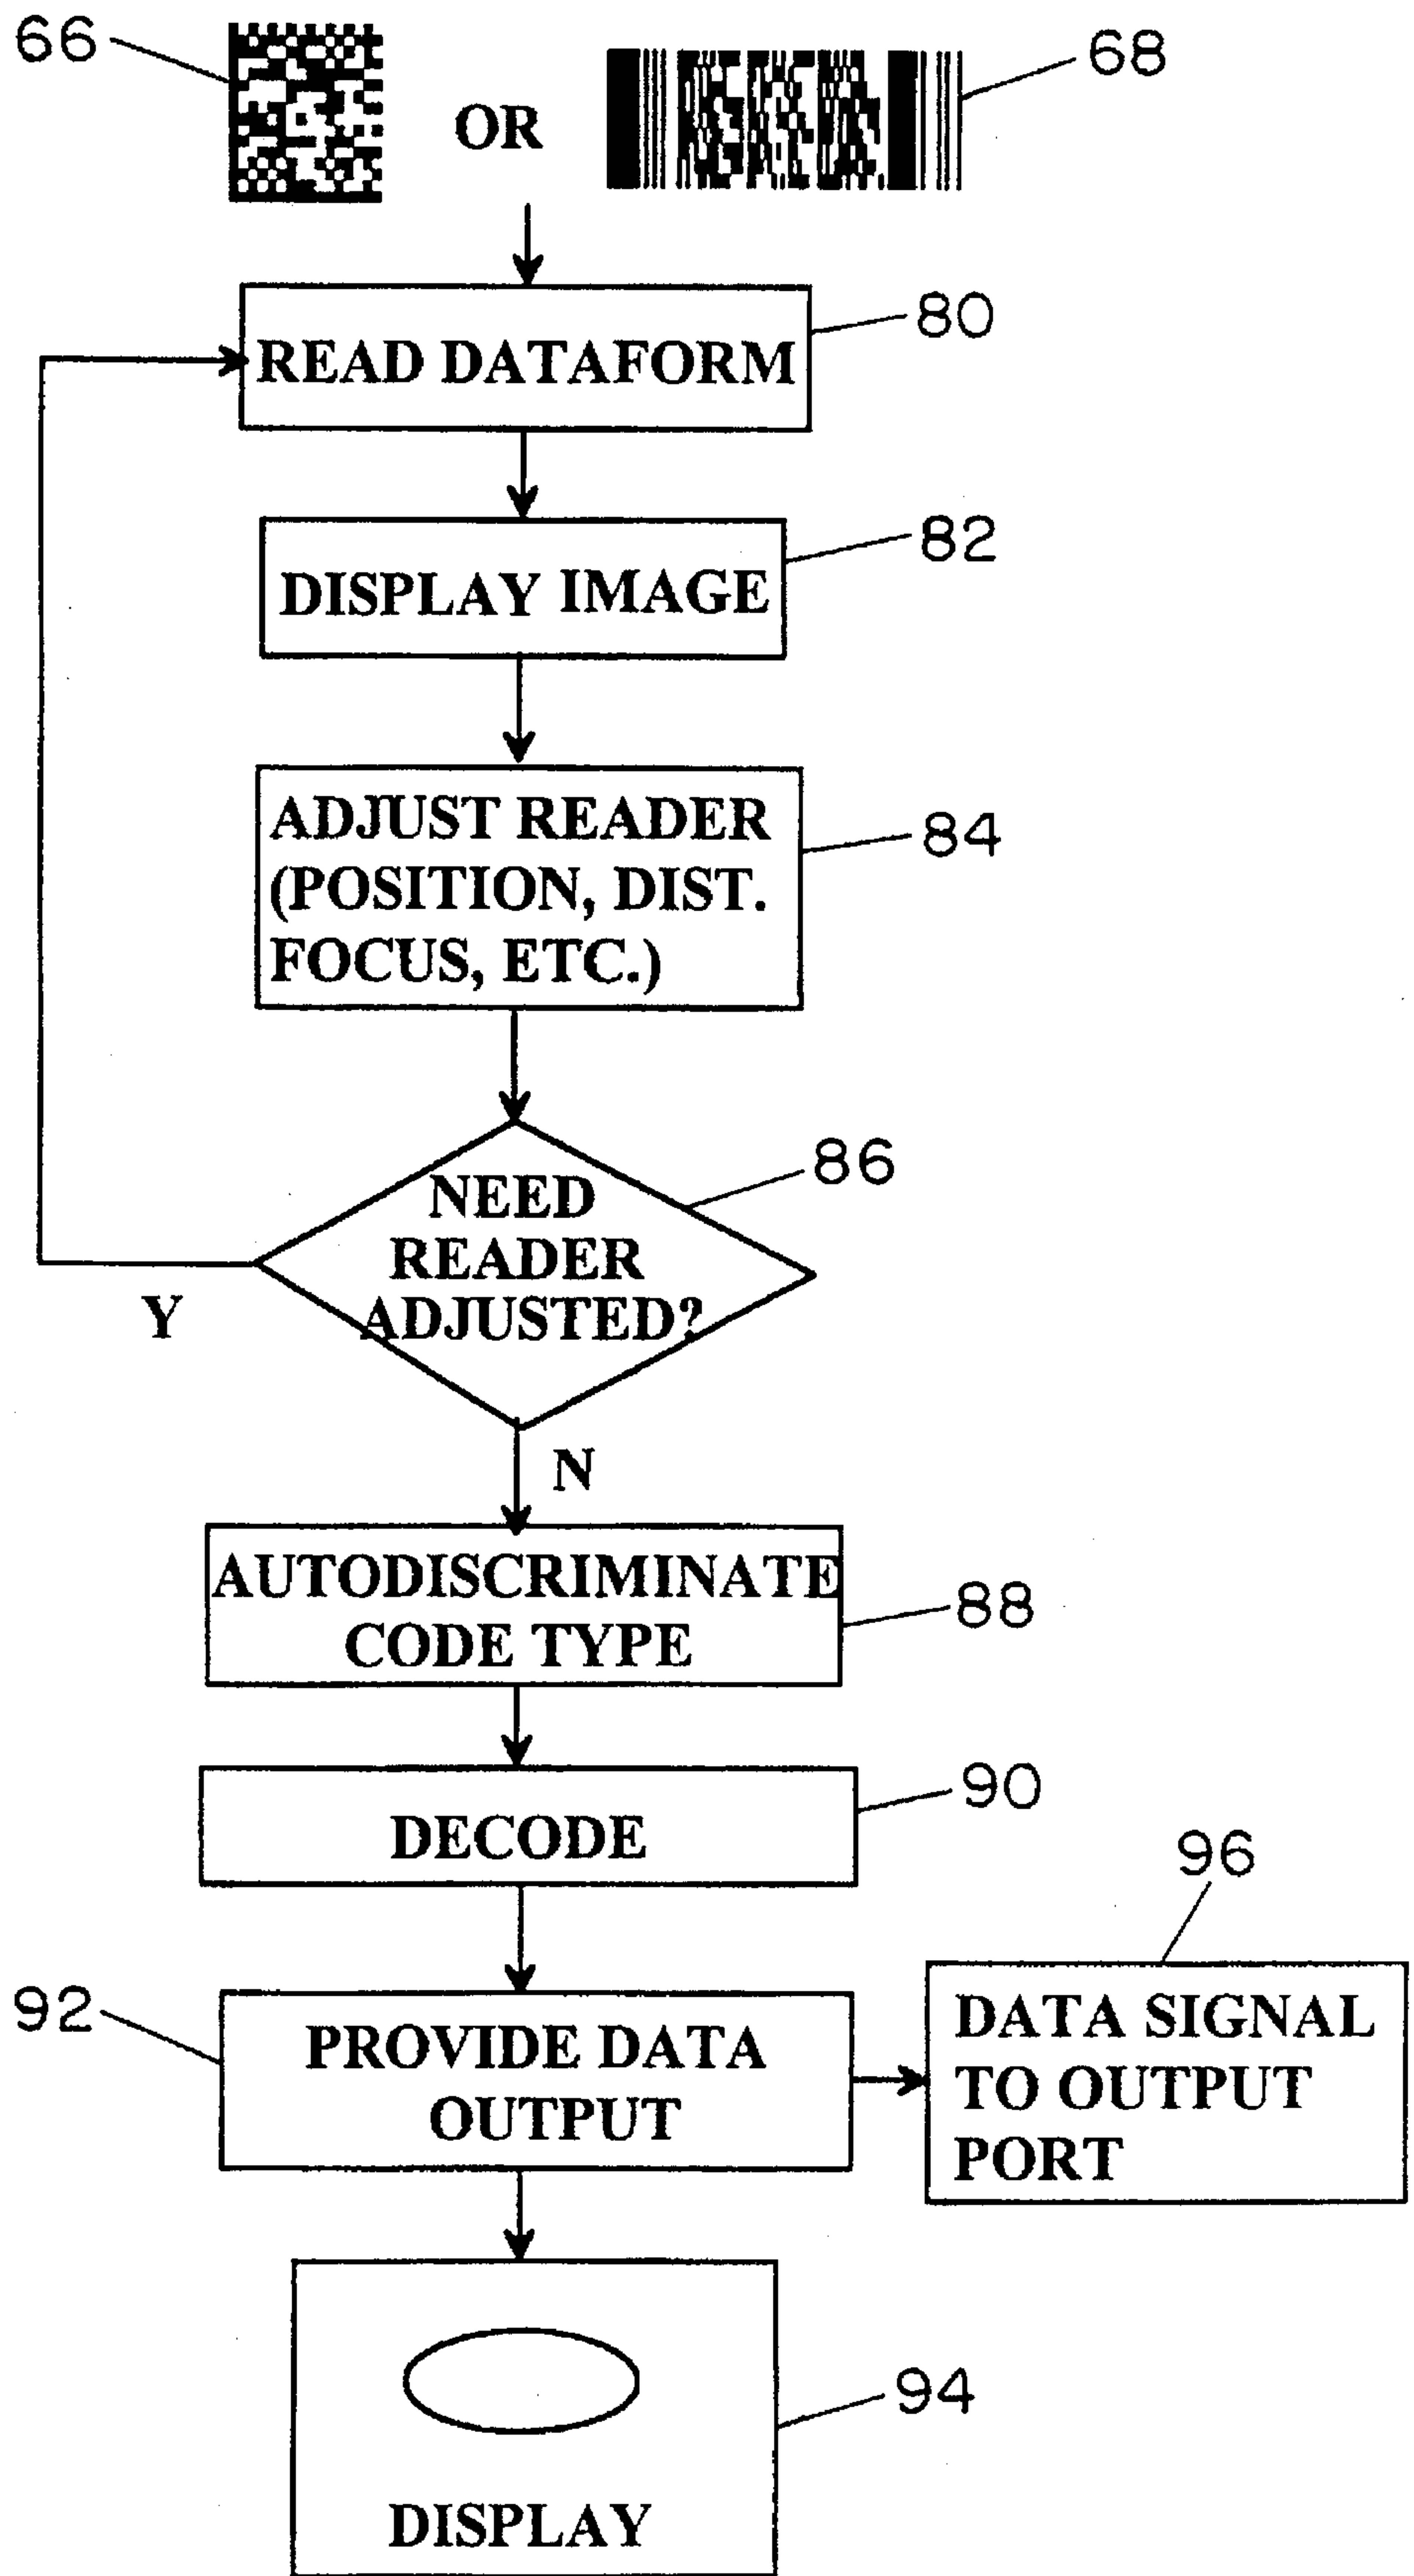 66
OR
68
80
READ DATAFORM
82
DISPLAY IMAGE
84
ADJUST READER
(POSITION, DIST.
FOCUS, ETC.)
86
NEED
READER
ADJUSTED?
Y
N
AUTODISCRIMINATE
CODE TYPE
88
90
DECODE
96
92
PROVIDE DATA
OUTPUT
DATA SIGNAL
TO OUTPUT
PORT
94
DISPLAY